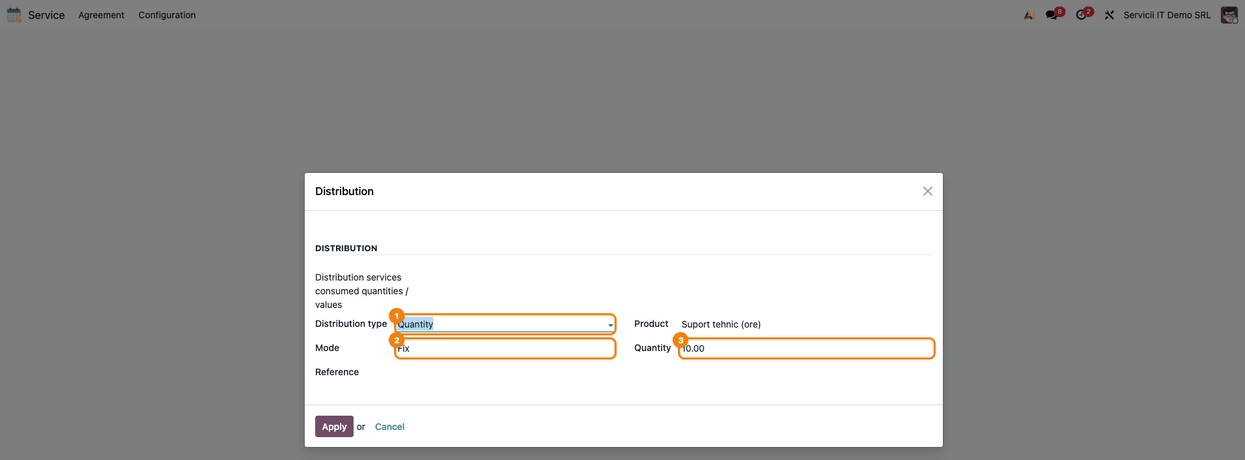 Service Agreement Configuration 8 2 Servicii IT Demo SRL
Distribution
DISTRIBUTION
Distribution services
consumed quantities /
values
1
Distribution type Quantity Product Suport tehnic (ore)
2 3
Mode Fix Quantity 10.00
Reference
Apply or Cancel